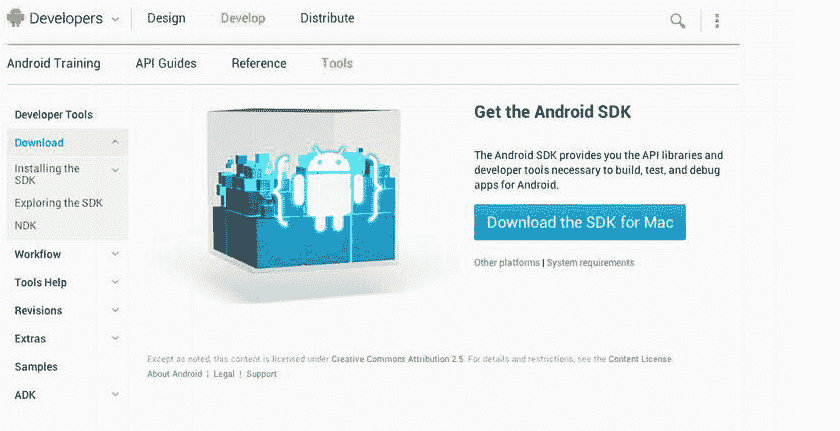 Developers
Design
Develop
Distribute
Android Training
API Guides
Reference
Tools
Developer Tools
Download
Installing the
SDK
Exploring the SDK
NDK
Workflow
Tools Help
Revisions
Extras
Samples
ADK
Get the Android SDK
The Android SDK provides you the API libraries and
developer tools necessary to build, test, and debug
apps for Android.
Download the SDK for Mac
Other platforms | System requirements
Except as noted, this content is licensed under Creative Commons Attribution 2.5. For details and restrictions, see the Content License.
About Android | Legal | Support